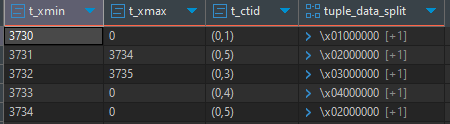 t_xmin t_xmax t_ctid tuple_data_split
3730 0 (0,1) > \x01000000 [+1]
3731 3734 (0,5) > \x02000000 [+1]
3732 3735 (0,3) > \x03000000 [+1]
3733 0 (0,4) > \x04000000 [+1]
3734 0 (0,5) > \x02000000 [+1]